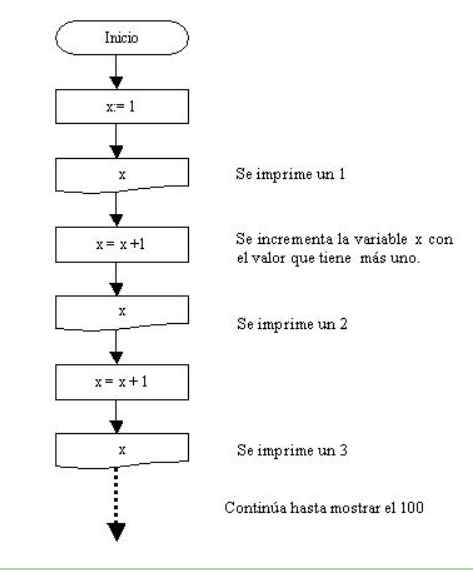 Inicio
x:= 1
x
Se imprime un 1
x = x +1
Se incrementa la variable x con
el valor que tiene más uno.
x
Se imprime un 2
x = x + 1
x
Se imprime un 3
Continúa hasta mostrar el 100